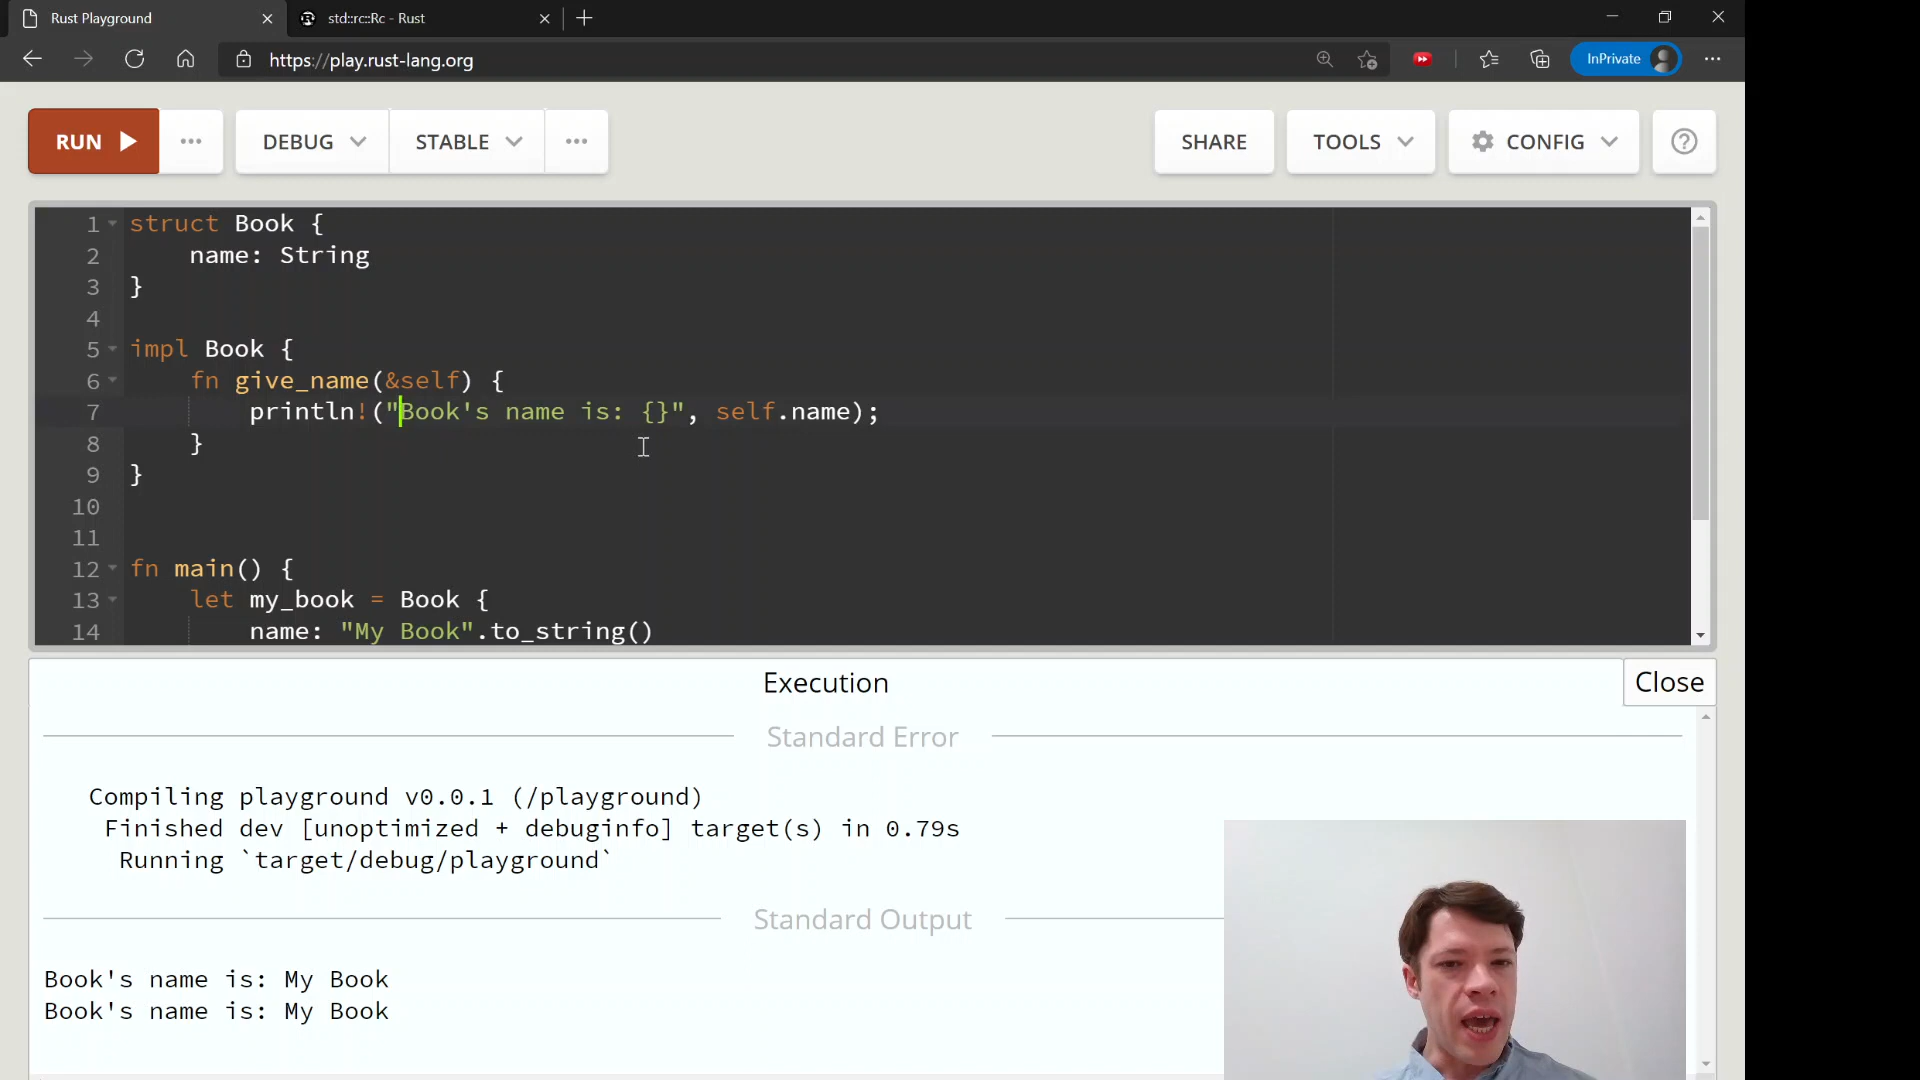 Rust Playground
std::rc::Rc - Rust
https://play.rust-lang.org
InPrivate
RUN
DEBUG
STABLE
SHARE
TOOLS
CONFIG
1 struct Book {
2 name: String
3 }
4
5 impl Book {
6 fn give_name(&self) {
7 println!("Book's name is: {}", self.name);
8 }
9 }
10
11
12 fn main() {
13 let my_book = Book {
14 name: "My Book".to_string()
Execution
Close
Standard Error
Compiling playground v0.0.1 (/playground)
Finished dev [unoptimized + debuginfo] target(s) in 0.79s
Running `target/debug/playground`
Standard Output
Book's name is: My Book
Book's name is: My Book